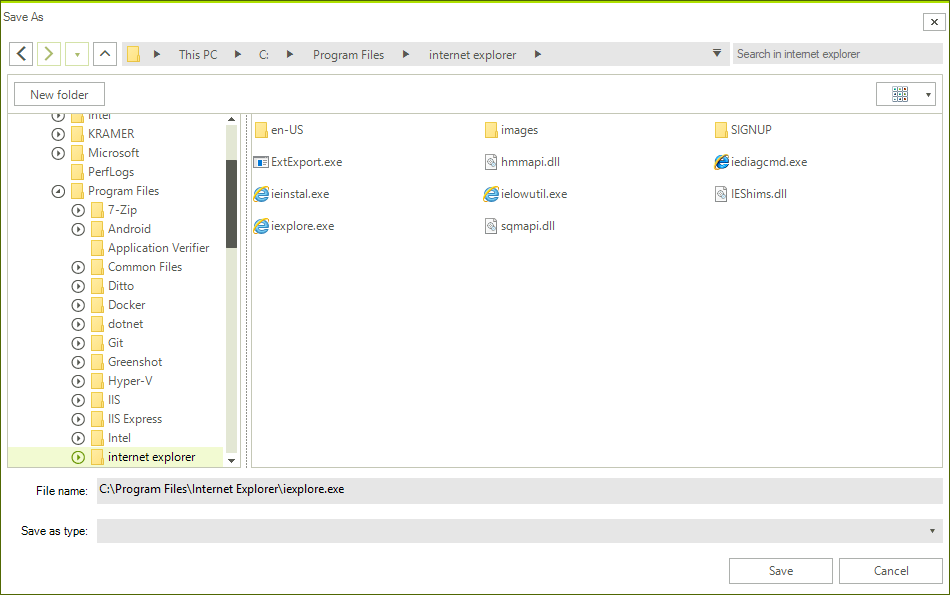 Save As
This PC C: Program Files internet explorer Search in internet explorer
New folder
Intel
KRAMER
Microsoft
PerfLogs
Program Files
7-Zip
Android
Application Verifier
Common Files
Ditto
Docker
dotnet
Git
Greenshot
Hyper-V
IIS
IIS Express
Intel
internet explorer
en-US images SIGNUP
ExtExport.exe hmmapi.dll iediagcmd.exe
ieinstal.exe ielowutil.exe IEShims.dll
iexplore.exe sqmapi.dll
File name: C:\Program Files\Internet Explorer\iexplore.exe
Save as type:
Save Cancel